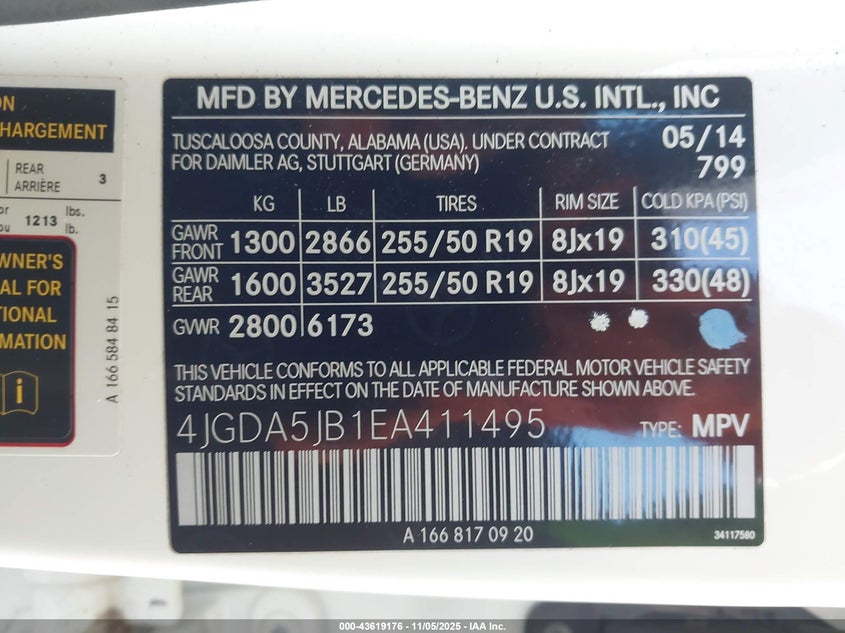 ON
CHARGEMENT
REAR
ARRIÈRE 3
or 1213 lbs.
ou lb.
OWNER'S
AL FOR
TIONAL
RMATION
A 166 584 84 15
MFD BY MERCEDES-BENZ U.S. INTL., INC
TUSCALOOSA COUNTY, ALABAMA (USA). UNDER CONTRACT 05/14
FOR DAIMLER AG, STUTTGART (GERMANY) 799
KG LB TIRES RIM SIZE COLD KPA (PSI)
GAWR FRONT 1300 2866 255/50 R19 8Jx19 310(45)
GAWR REAR 1600 3527 255/50 R19 8Jx19 330(48)
GVWR 2800 6173
THIS VEHICLE CONFORMS TO ALL APPLICABLE FEDERAL MOTOR VEHICLE SAFETY
STANDARDS IN EFFECT ON THE DATE OF MANUFACTURE SHOWN ABOVE.
4JGDA5JB1EA411495 TYPE: MPV
A 166 817 09 20 34117580
000-43619176 - 11/05/2025 - IAA Inc.